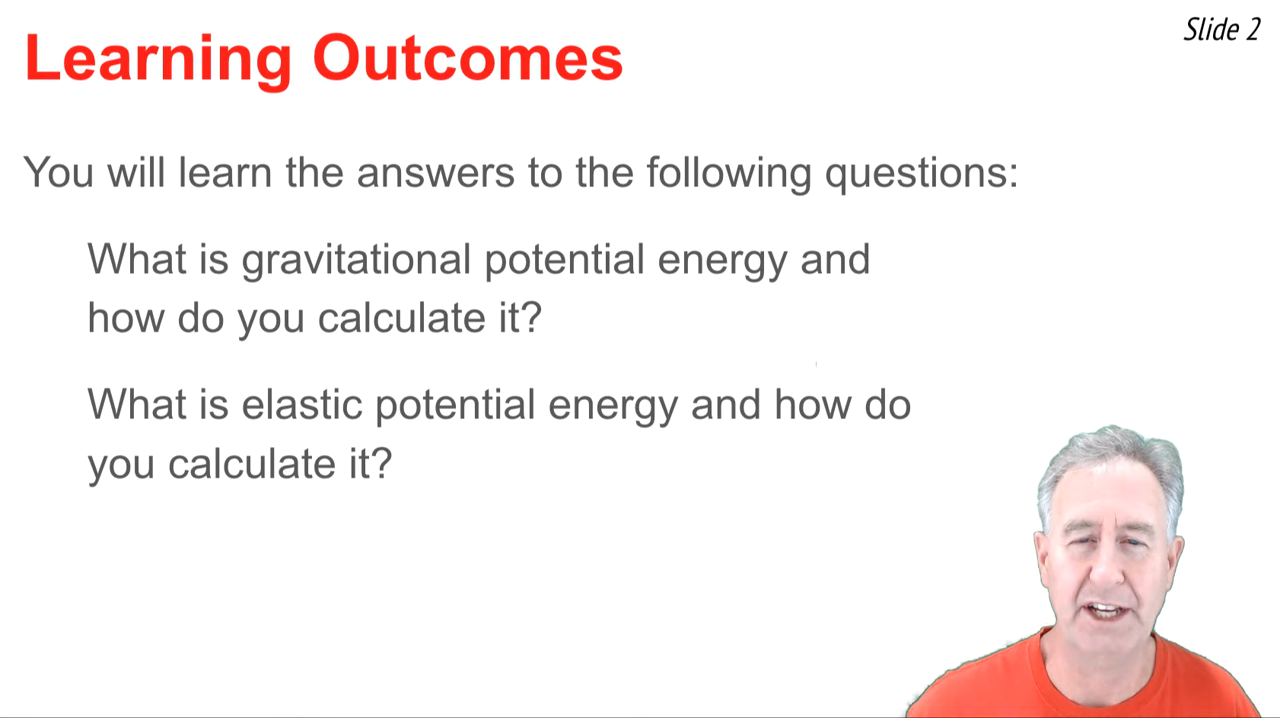 Slide 2
Learning Outcomes
You will learn the answers to the following questions:
What is gravitational potential energy and
how do you calculate it?
What is elastic potential energy and how do
you calculate it?